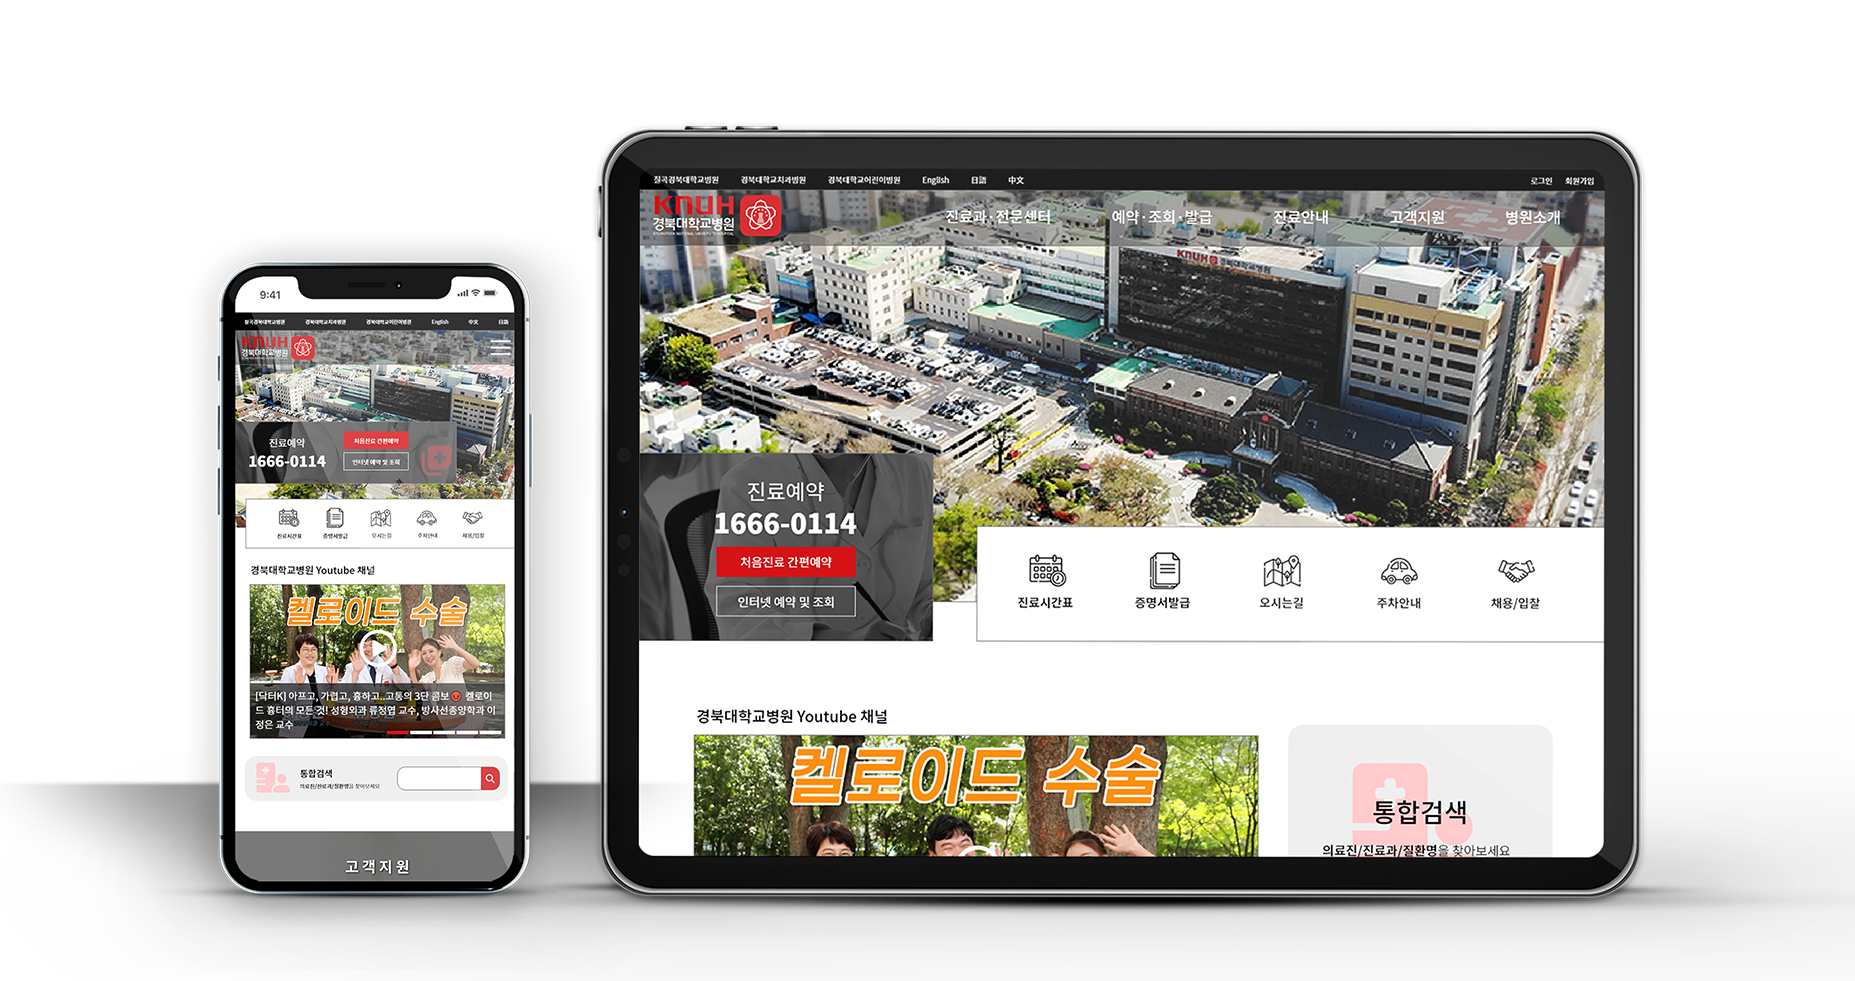 9:41
칠곡경북대학교병원 경북대학교치과병원 경북대학교어린이병원 English 中文 日語
KNUH
경북대학교병원
진료예약
1666-0114
처음진료 간편예약
인터넷 예약 및 조회
진료시간표 증명서발급 오시는길 주차안내 채용/입찰
경북대학교병원 Youtube 채널
켈로이드 수술
[닥터K] 아프고, 가렵고, 흉하고..고통의 3단 콤보 켈로이
드 흉터의 모든 것! 성형외과 류정엽 교수, 방사선종양학과 이
정은 교수
통합검색
의료진/진료과/질환명을 찾아보세요
고객지원
칠곡경북대학교병원 경북대학교치과병원 경북대학교어린이병원 English 日語 中文 로그인 회원가입
KNUH
경북대학교병원
KYUNGPOOK NATIONAL UNIVERSITY HOSPITAL
진료과·전문센터 예약·조회·발급 진료안내 고객지원 병원소개
KNUH 경북대학교병원
진료예약
1666-0114
처음진료 간편예약
인터넷 예약 및 조회
진료시간표 증명서발급 오시는길 주차안내 채용/입찰
경북대학교병원 Youtube 채널
켈로이드 수술
통합검색
의료진/진료과/질환명을 찾아보세요